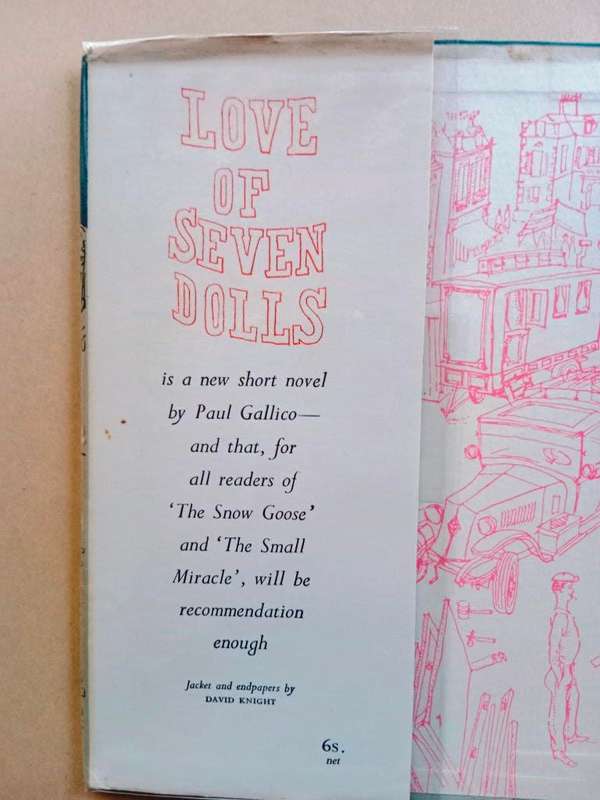 LOVE
OF
SEVEN
DOLLS
is a new short novel
by Paul Gallico—
and that, for
all readers of
‘The Snow Goose’
and ‘The Small
Miracle’, will be
recommendation
enough
Jacket and endpapers by
DAVID KNIGHT
6s.
net